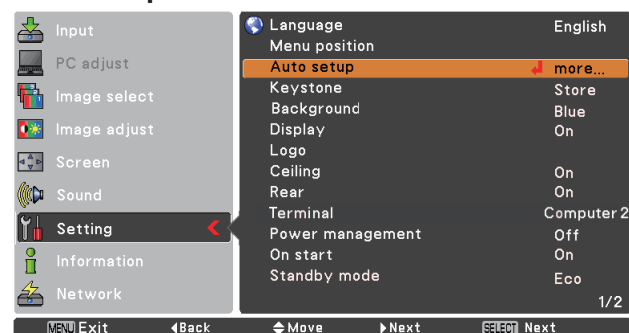 Input
PC adjust
Image select
Image adjust
Screen
Sound
Setting
Information
Network
Language English
Menu position
Auto setup more...
Keystone Store
Background Blue
Display On
Logo
Ceiling On
Rear On
Terminal Computer 2
Power management Off
On start On
Standby mode Eco
1/2
MENU Exit Back Move Next SELECT Next